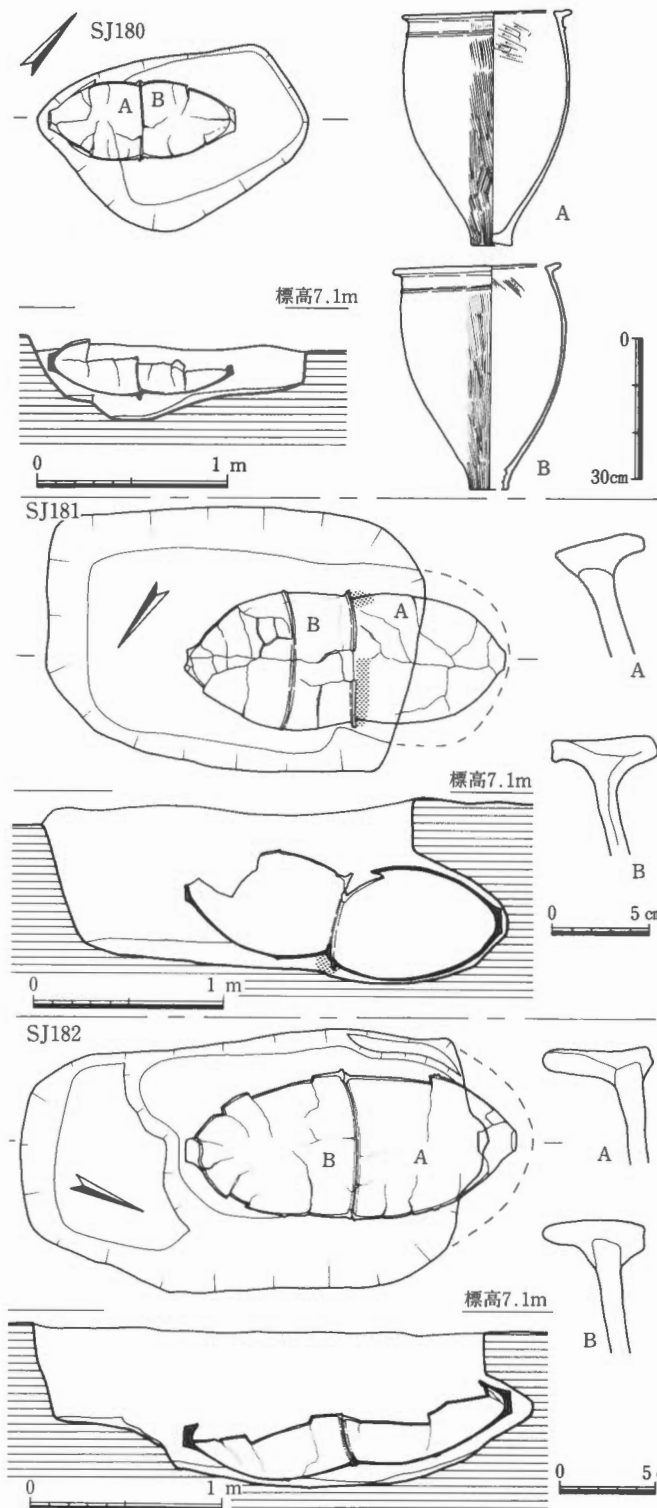 SJ180
A B
A
標高7.1m
0
B
30cm
0 1 m
SJ181
B A
A
標高7.1m
B
0 5 cm
0 1 m
SJ182
B A
A
標高7.1m
B
0 1 m
0 5 c